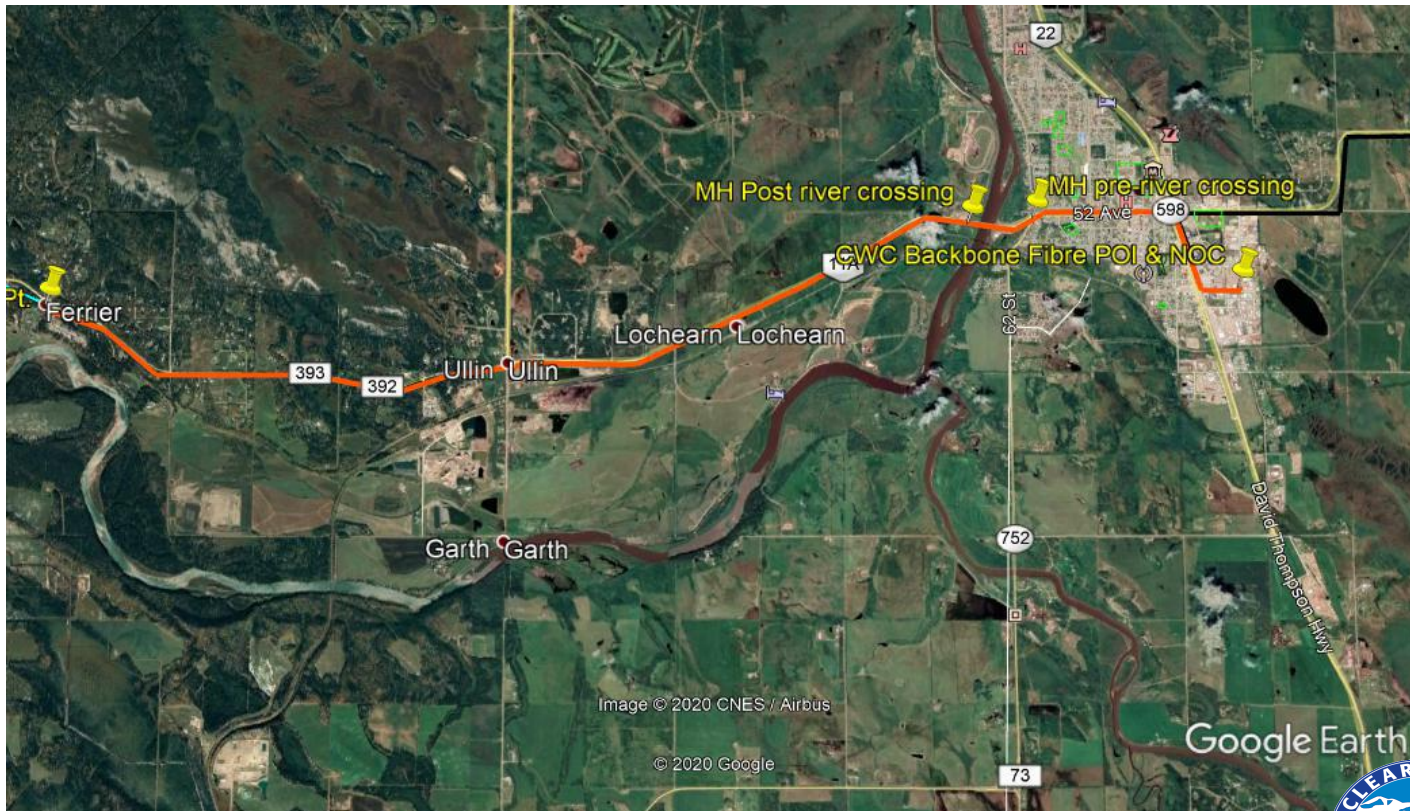 22
H
MH Post river crossing
MH pre-river crossing
H
M
52 Ave
598
CWC Backbone Fibre POI & NOC
11A
Pt.
Ferrier
Lochearn Lochearn
62 St
Ullin Ullin
393
392
Garth Garth
752
David Thompson Hwy
Image © 2020 CNES / Airbus
© 2020 Google
Google Earth
73
CLEAR